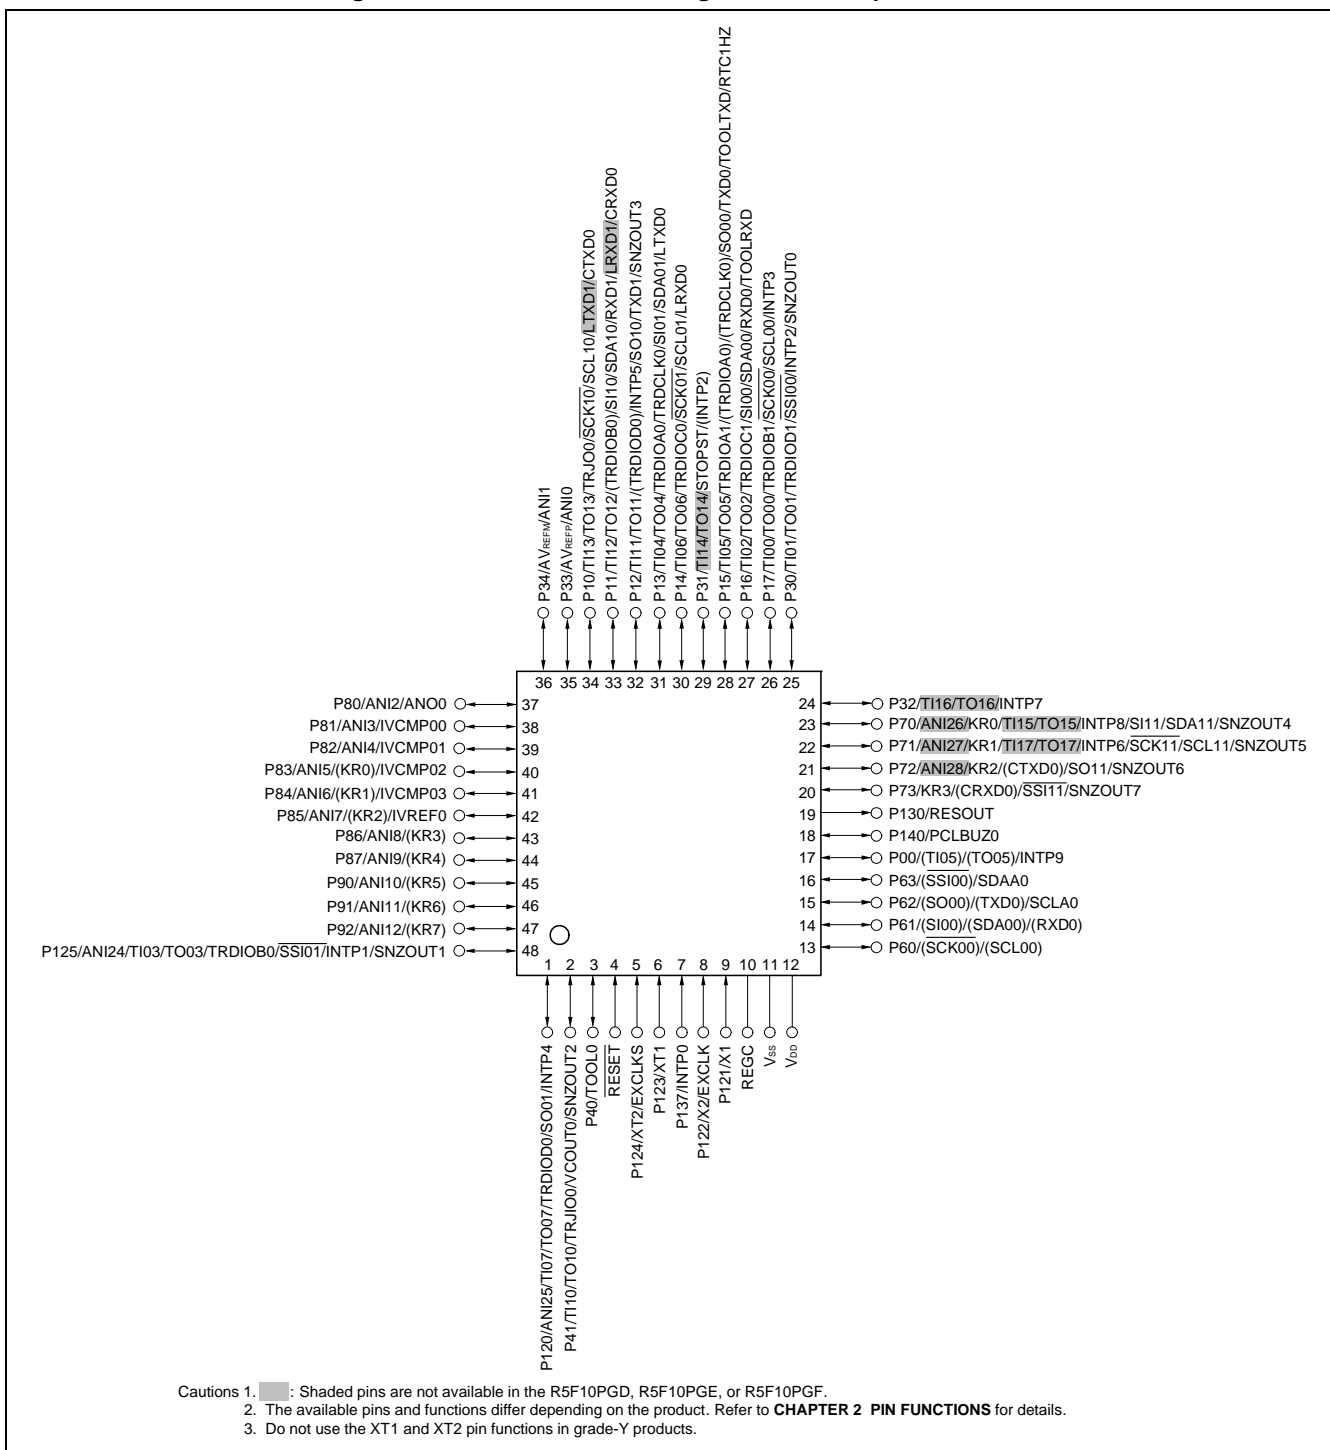 P34/AVREFM/ANI1
P33/AVREFP/ANI0
P10/TI13/TO13/TRJO0/SCK10/SCL10/LTXD1/CTXD0
P11/TI12/TO12/(TRDIOB0)/SI10/SDA10/RXD1/LRXD1/CRXD0
P12/TI11/TO11/(TRDIOD0)/INTP5/SO10/TXD1/SNZOUT3
P13/TI04/TO04/TRDIOA0/TRDCLK0/SI01/SDA01/LTXD0
P14/TI06/TO06/TRDIOC0/SCK01/SCL01/LRXD0
P31/TI14/TO14/STOPST/(INTP2)
P15/TI05/TO05/TRDIOA1/(TRDIOA0)/(TRDCLK0)/SO00/TXD0/TOOLTXD/RTC1HZ
P16/TI02/TO02/TRDIOC1/SI00/SDA00/RXD0/TOOLRXD
P17/TI00/TO00/TRDIOB1/SCK00/SCL00/INTP3
P30/TI01/TO01/TRDIOD1/SSI00/INTP2/SNZOUT0
36 35 34 33 32 31 30 29 28 27 26 25
P80/ANI2/ANO0 37
P81/ANI3/IVCMP00 38
P82/ANI4/IVCMP01 39
P83/ANI5/(KR0)/IVCMP02 40
P84/ANI6/(KR1)/IVCMP03 41
P85/ANI7/(KR2)/IVREF0 42
P86/ANI8/(KR3) 43
P87/ANI9/(KR4) 44
P90/ANI10/(KR5) 45
P91/ANI11/(KR6) 46
P92/ANI12/(KR7) 47
P125/ANI24/TI03/TO03/TRDIOB0/SSI01/INTP1/SNZOUT1 48
24 P32/TI16/TO16/INTP7
23 P70/ANI26/KR0/TI15/TO15/INTP8/SI11/SDA11/SNZOUT4
22 P71/ANI27/KR1/TI17/TO17/INTP6/SCK11/SCL11/SNZOUT5
21 P72/ANI28/KR2/(CTXD0)/SO11/SNZOUT6
20 P73/KR3/(CRXD0)/SSI11/SNZOUT7
19 P130/RESOUT
18 P140/PCLBUZ0
17 P00/(TI05)/(TO05)/INTP9
16 P63/(SSI00)/SDAA0
15 P62/(SO00)/(TXD0)/SCLA0
14 P61/(SI00)/(SDA00)/(RXD0)
13 P60/(SCK00)/(SCL00)
1 2 3 4 5 6 7 8 9 10 11 12
P120/ANI25/TI07/TO07/TRDIOD0/SO01/INTP4
P41/TI10/TO10/TRJIO0/VCOUT0/SNZOUT2
P40/TOOL0
RESET
P124/XT2/EXCLKS
P123/XT1
P137/INTP0
P122/X2/EXCLK
P121/X1
REGC
VSS
VDD
Cautions 1. : Shaded pins are not available in the R5F10PGD, R5F10PGE, or R5F10PGF.
2. The available pins and functions differ depending on the product. Refer to CHAPTER 2 PIN FUNCTIONS for details.
3. Do not use the XT1 and XT2 pin functions in grade-Y products.